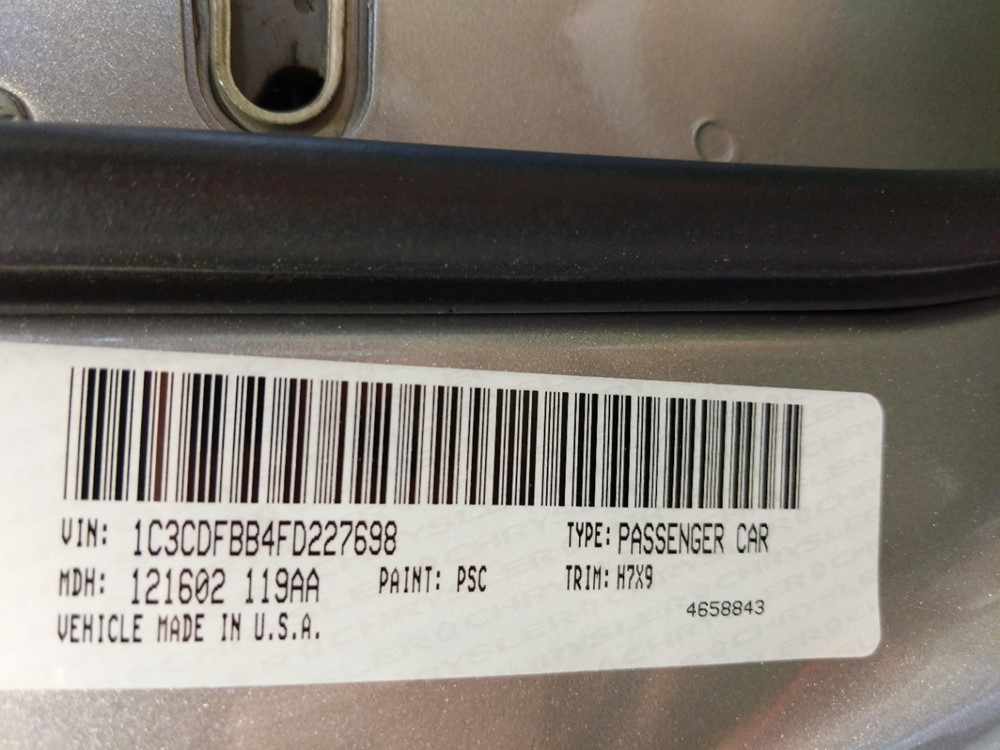 VIN: 1C3CDFBB4FD227698 TYPE: PASSENGER CAR
MDH: 121602 119AA PAINT: PSC TRIM: H7X9
4658843
VEHICLE MADE IN U.S.A.